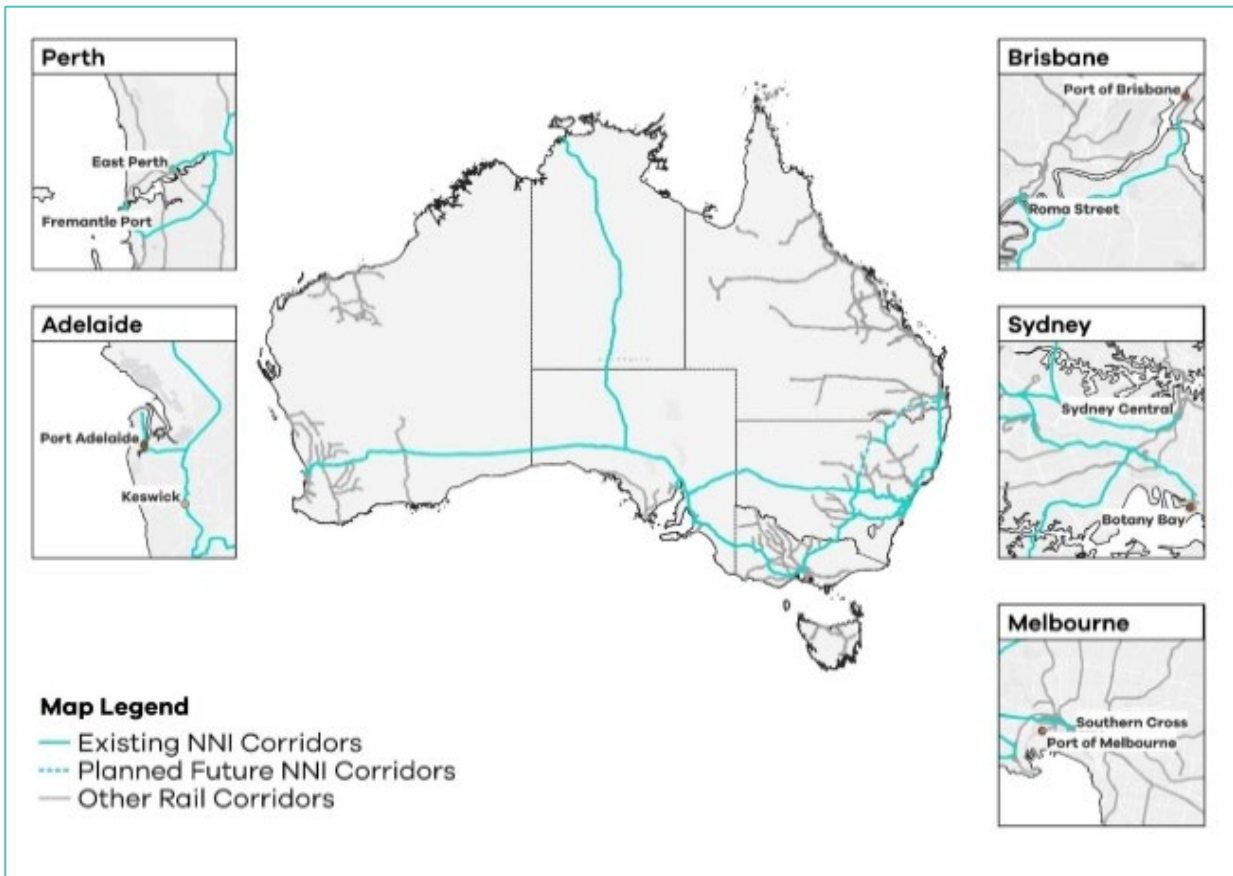 Perth
East Perth
Fremantle Port
Adelaide
Port Adelaide
Keswick
Brisbane
Port of Brisbane
Roma Street
Sydney
Sydney Central
Botany Bay
Melbourne
Southern Cross
Port of Melbourne
Map Legend
Existing NNI Corridors
Planned Future NNI Corridors
Other Rail Corridors